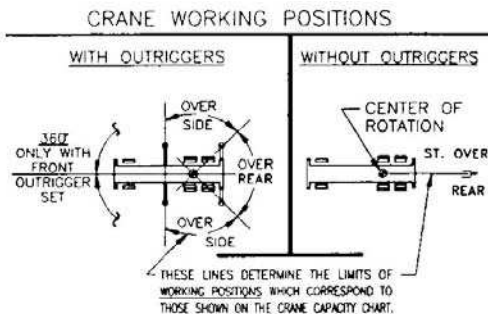 CRANE WORKING POSITIONS
WITH OUTRIGGERS
OVER
SIDE
360°
ONLY WITH
FRONT
OUTRIGGER
SET
OVER
REAR
OVER
SIDE
WITHOUT OUTRIGGERS
CENTER OF
ROTATION
ST. OVER
REAR
THESE LINES DETERMINE THE LIMITS OF
WORKING POSITIONS WHICH CORRESPOND TO
THOSE SHOWN ON THE CRANE CAPACITY CHART.